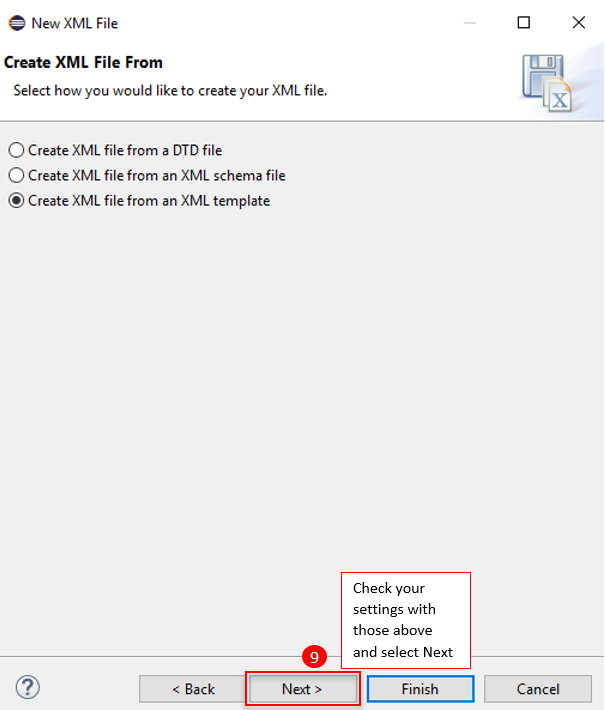 New XML File
Create XML File From
Select how you would like to create your XML file.
Create XML file from a DTD file
Create XML file from an XML schema file
Create XML file from an XML template
Check your
settings with
those above
and select Next
9
?
< Back
Next >
Finish
Cancel